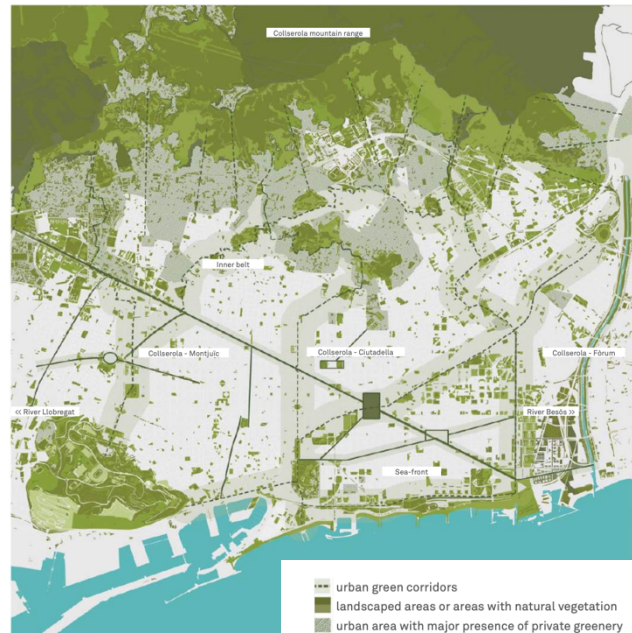 Collserola mountain range
Inner belt
Collserola - Montjuïc
Collserola - Ciutadella
Collserola - Fòrum
<< River Llobregat
River Besòs >>
Sea-front
urban green corridors
landscaped areas or areas with natural vegetation
urban area with major presence of private greenery